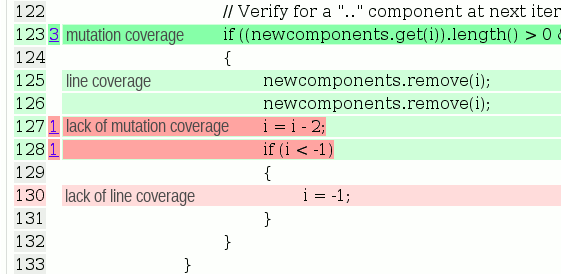 122 // Verify for a ".." component at next iter
123 3 mutation coverage if ((newcomponents.get(i)).length() > 0 &
124 {
125 line coverage newcomponents.remove(i);
126 newcomponents.remove(i);
127 1 lack of mutation coverage i = i - 2;
128 1 if (i < -1)
129 {
130 lack of line coverage i = -1;
131 }
132 }
133 }